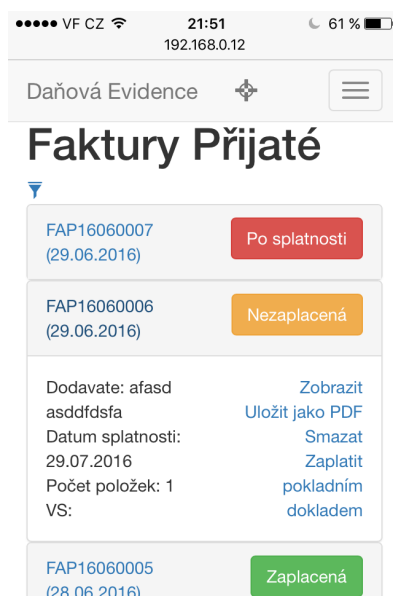 VF CZ 21:51 61 %
192.168.0.12
Daňová Evidence
Faktury Přijaté
FAP16060007 Po splatnosti
(29.06.2016)
FAP16060006 Nezaplacená
(29.06.2016)
Dodavate: afasd Zobrazit
asddfdsfa Uložit jako PDF
Datum splatnosti: Smazat
29.07.2016 Zaplatit
Počet položek: 1 pokladním
VS: dokladem
FAP16060005 Zaplacená
(28.06.2016)